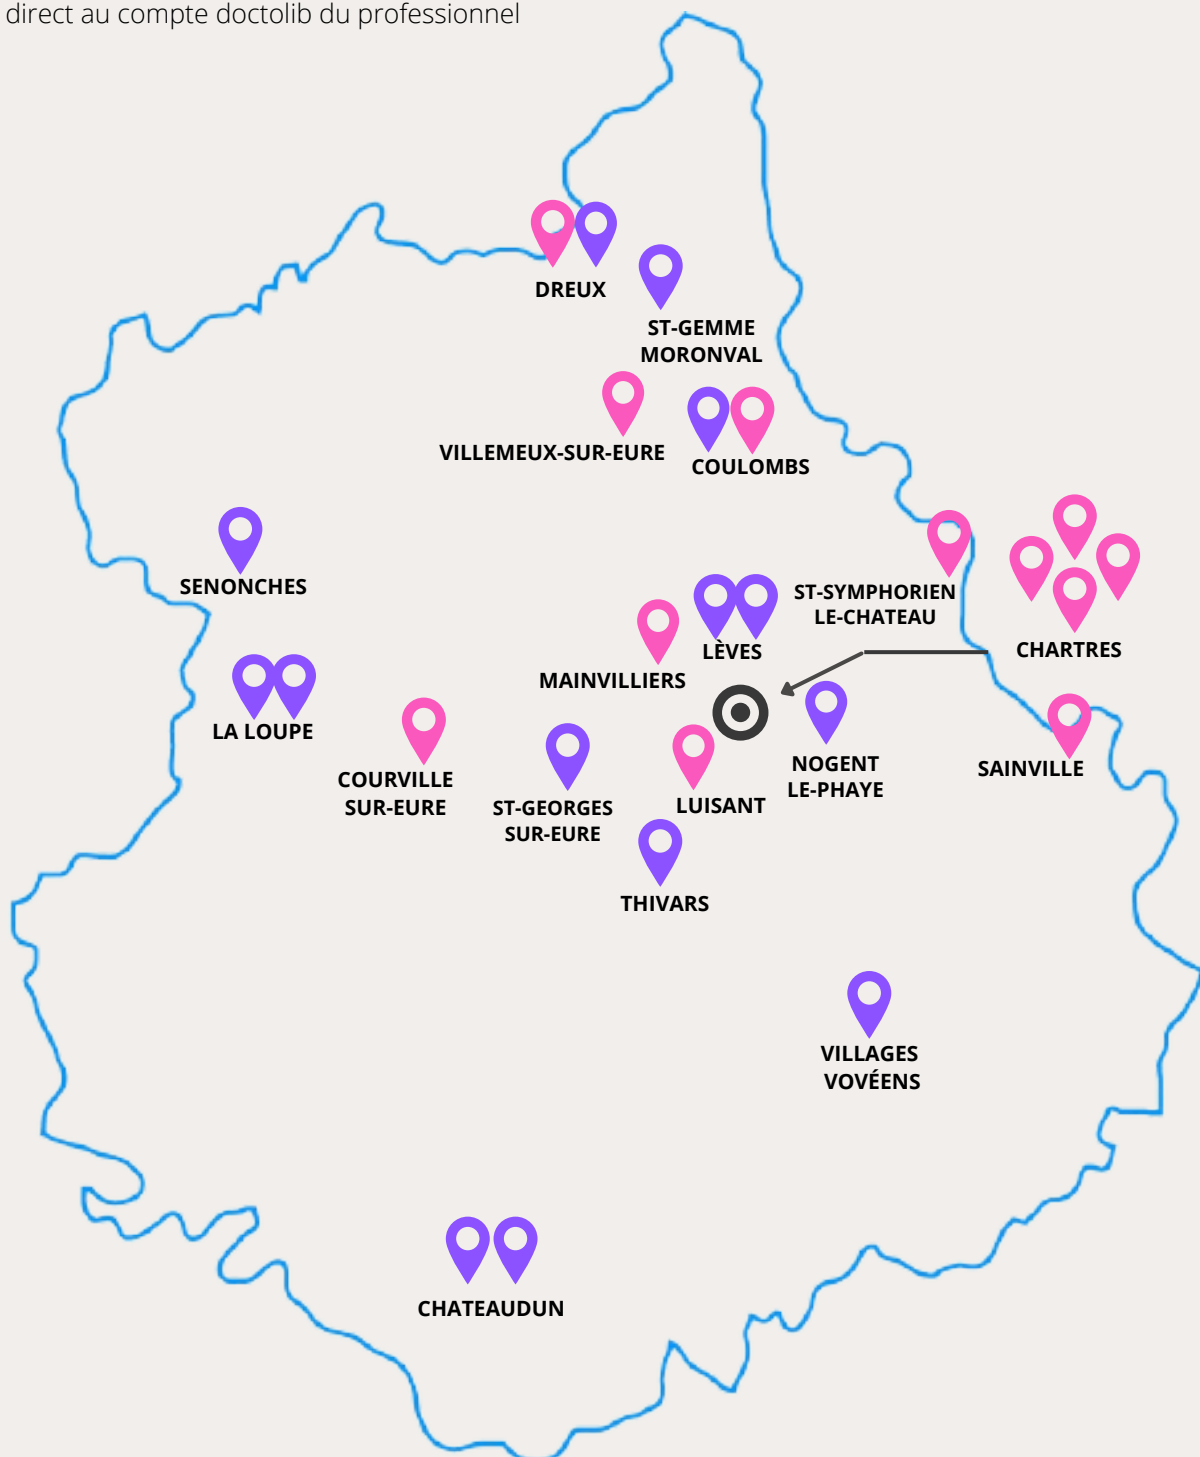 direct au compte doctolib du professionnel
DREUX
ST-GEMME
MORONVAL
VILLEMEUX-SUR-EURE
COULOMBS
SENONCHES
ST-SYMPHORIEN
LE-CHATEAU
LÈVES
CHARTRES
MAINVILLIERS
LA LOUPE
COURVILLE
SUR-EURE
ST-GEORGES
SUR-EURE
LUISANT
NOGENT
LE-PHAYE
SAINVILLE
THIVARS
VILLAGES
VOVÉENS
CHATEAUDUN